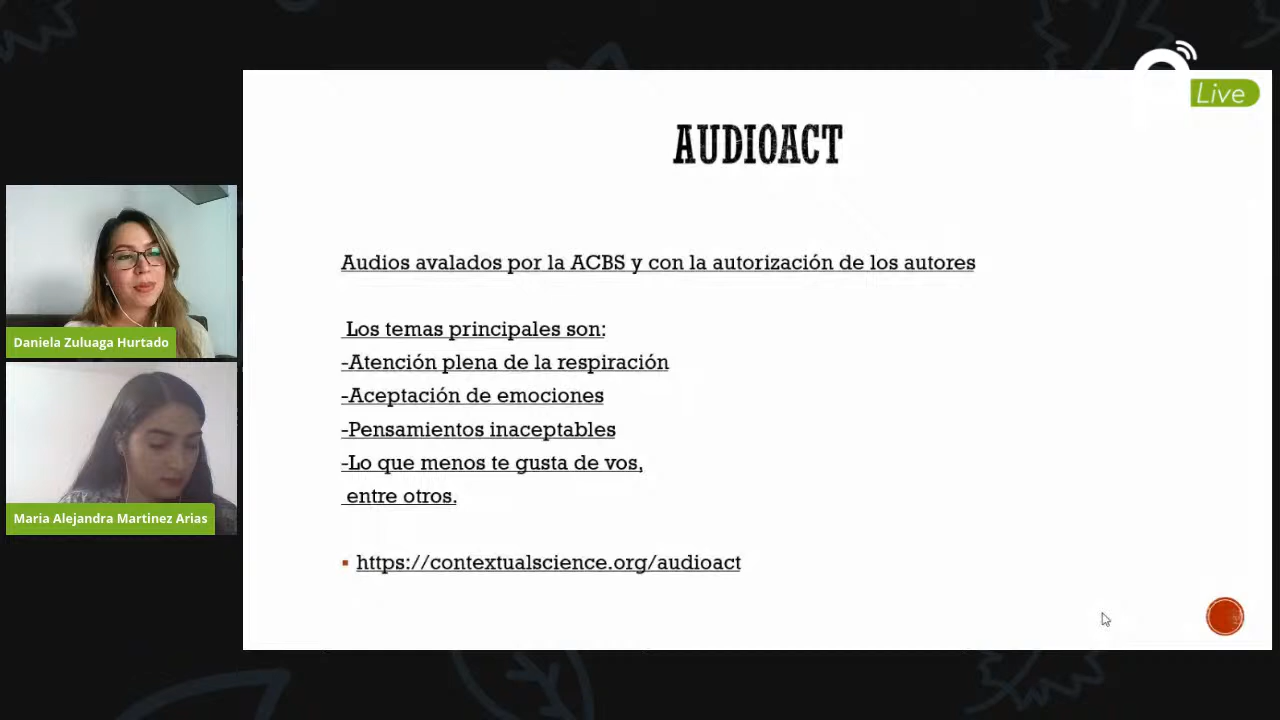 Live
AUDIOACT
Audios avalados por la ACBS y con la autorización de los autores
Los temas principales son:
-Atención plena de la respiración
-Aceptación de emociones
-Pensamientos inaceptables
-Lo que menos te gusta de vos,
entre otros.
https://contextualscience.org/audioact
Daniela Zuluaga Hurtado
Maria Alejandra Martinez Arias